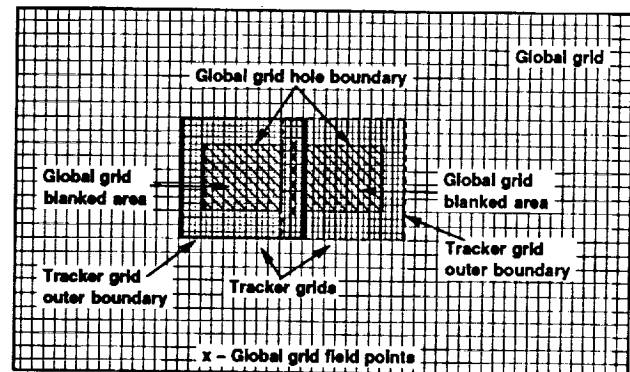 Global grid
Global grid hole boundary
Global grid
blanked area
Global grid
blanked area
Tracker grid
outer boundary
Tracker grid
outer boundary
Tracker grids
x – Global grid field points